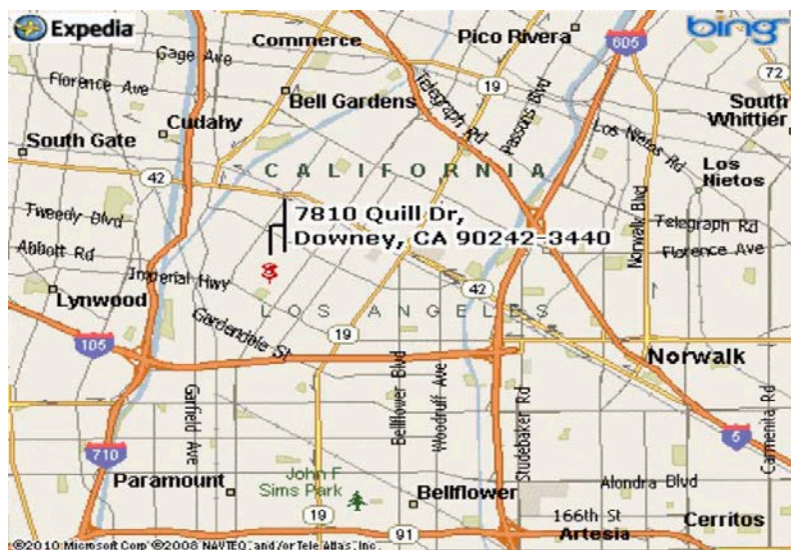 Expedia
Gage Ave
Commerce
Pico Rivera
605
bing
Florence Ave
Bell Gardens
Telegraph Rd
19
Passons Blvd
72
South Gate
Cudahy
Los Nietos Rd
South
Whittier
CALIFORNIA
Los
Nietos
42
7810 Quill Dr,
Downey, CA 90242-3440
Tweedy Blvd
Abbott Rd
Norwalk Blvd
Telegraph Rd
Florence Ave
Imperial Hwy
Lynwood
42
LOS ANGELES
Gardendale St
19
105
Norwalk
Garfield Ave
Bellflower Blvd
Woodruff Ave
Studebaker Rd
Carmenita Rd
5
710
Paramount
John F
Sims Park
Bellflower
Alondra Blvd
19
91
166th St
Artesia
Cerritos
©2010 Microsoft Corp ©2008 NAVTEQ, and/or Tele Atlas, Inc.